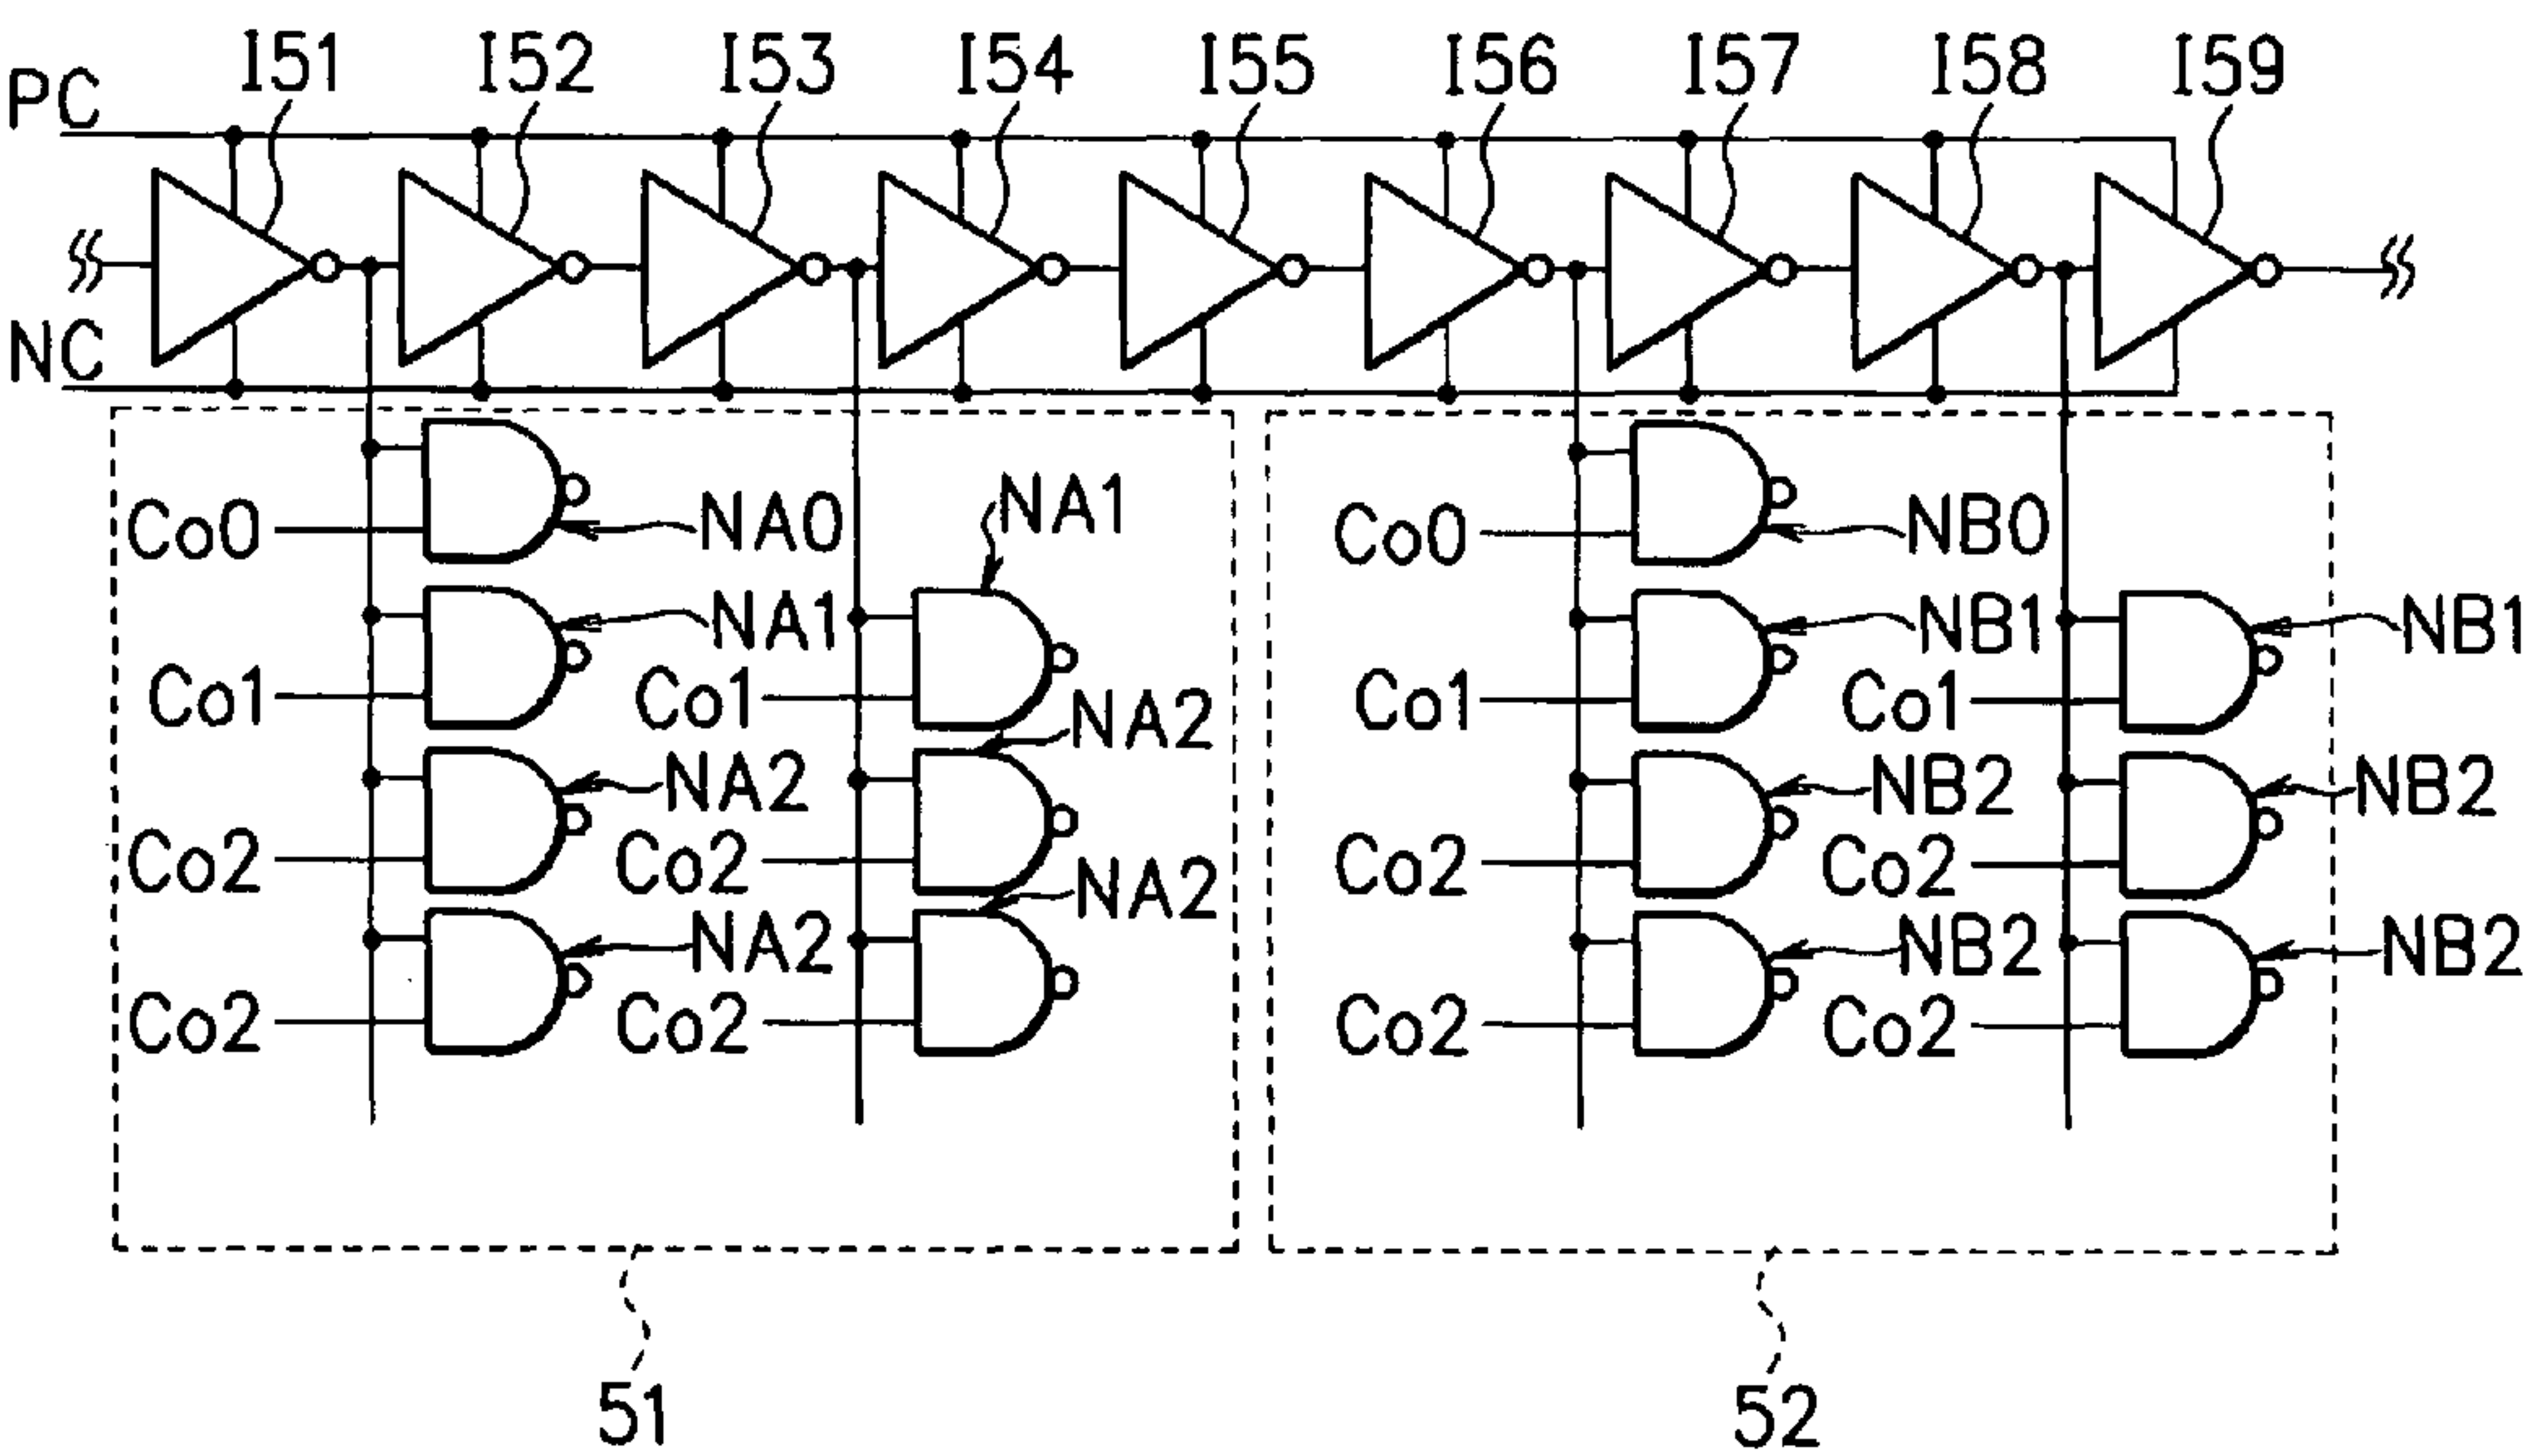 I51 I52 I53 I54 I55 I56 I57 I58 I59
PC
NC
Co0 NA0 NA1 Co0 NB0
NA1 NB1 NB1
Co1 Co1 Co1 Co1
NA2 NA2 NB2 NB2
Co2 Co2 Co2 Co2
NA2 NA2 NB2 NB2
Co2 Co2 Co2 Co2
51 52